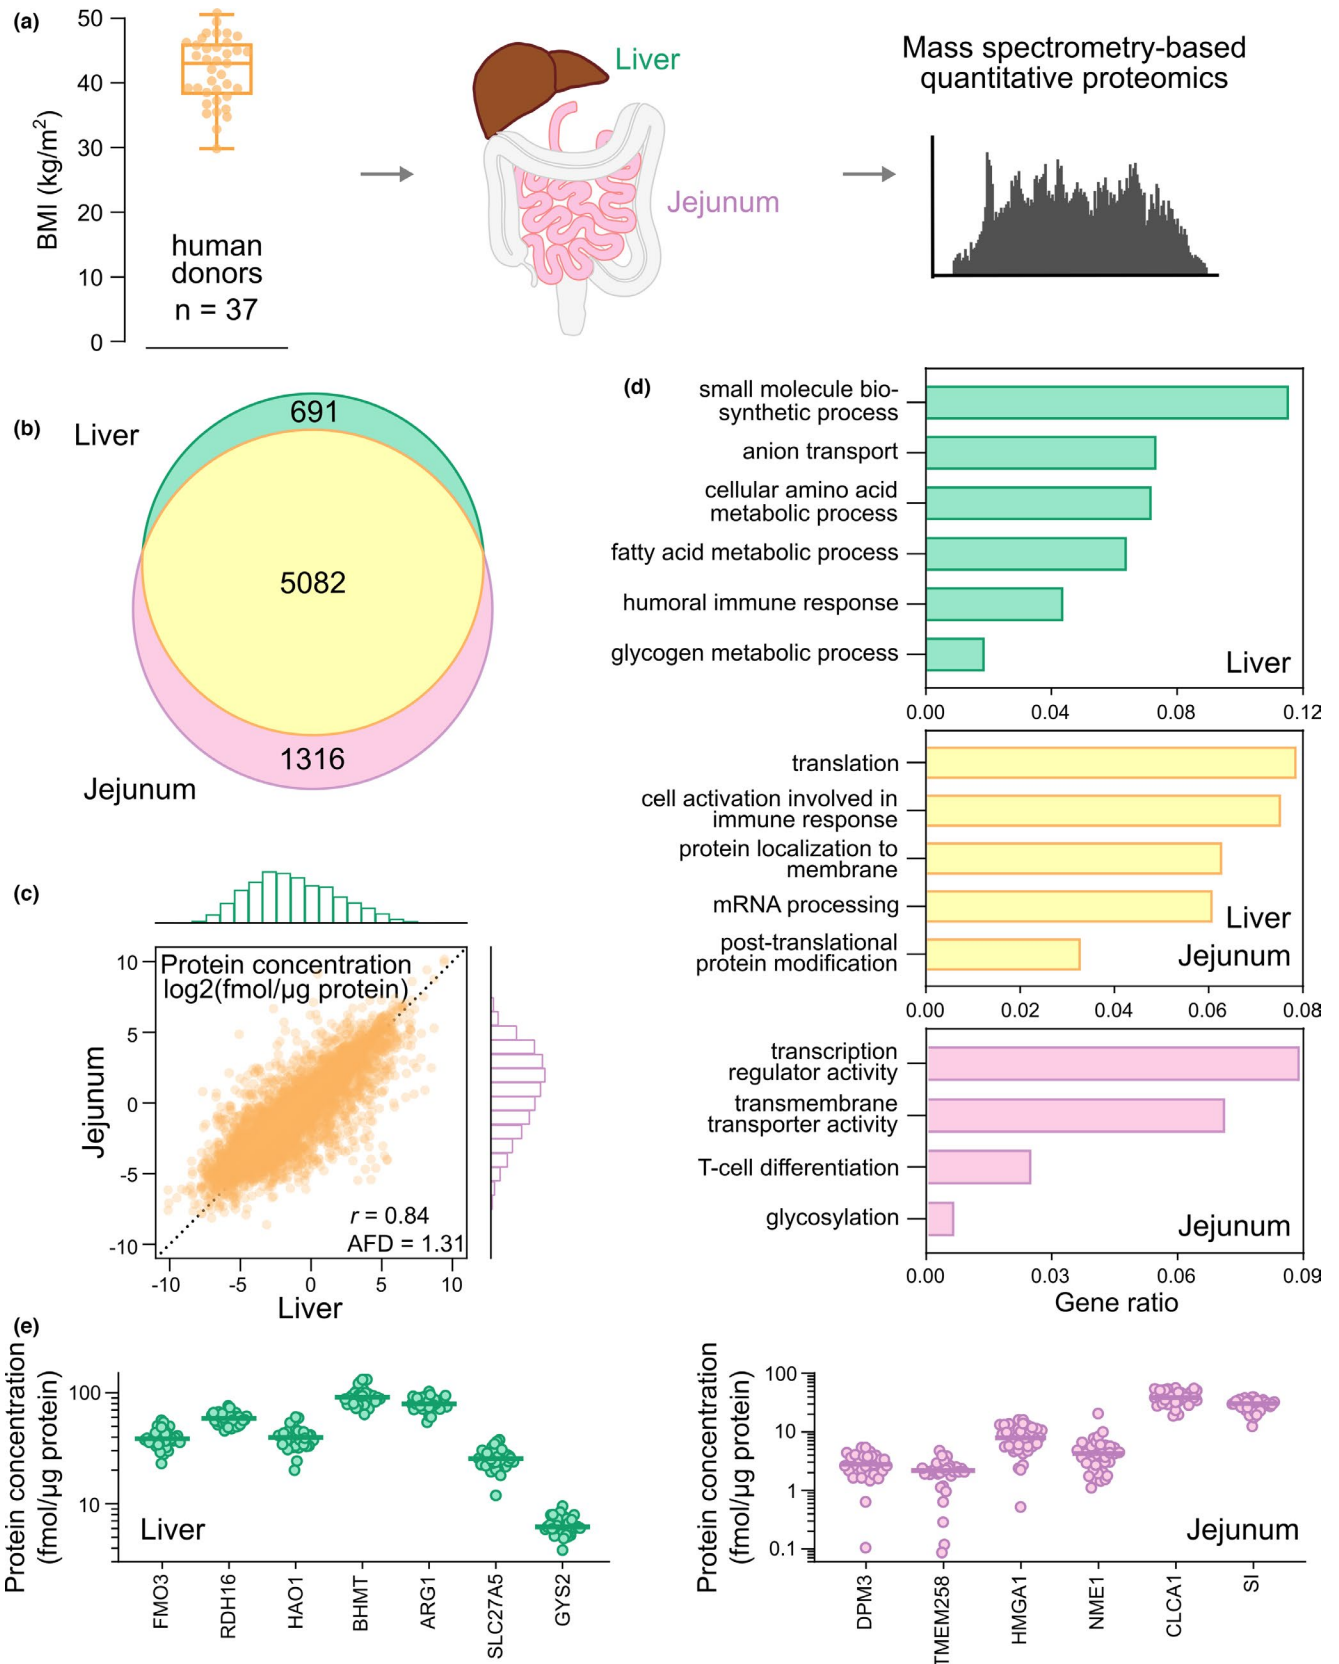 (a)
50
40
30
20
10
0
BMI (kg/m²)
human
donors
n = 37
Liver
Jejunum
Mass spectrometry-based
quantitative proteomics
(b)
Liver
691
5082
1316
Jejunum
(c)
Protein concentration
log2(fmol/µg protein)
10
5
0
-5
-10
Jejunum
r = 0.84
AFD = 1.31
-10 -5 0 5 10
Liver
(d)
small molecule bio-
synthetic process
anion transport
cellular amino acid
metabolic process
fatty acid metabolic process
humoral immune response
glycogen metabolic process
Liver
0.00 0.04 0.08 0.12
translation
cell activation involved in
immune response
protein localization to
membrane
mRNA processing
post-translational
protein modification
Liver
Jejunum
0.00 0.02 0.04 0.06 0.08
transcription
regulator activity
transmembrane
transporter activity
T-cell differentiation
glycosylation
Jejunum
0.00 0.03 0.06 0.09
Gene ratio
(e)
Protein concentration
(fmol/µg protein)
100
10
Liver
FMO3
RDH16
HAO1
BHMT
ARG1
SLC27A5
GYS2
Protein concentration
(fmol/µg protein)
100
10
1
0.1
Jejunum
DPM3
TMEM258
HMGA1
NME1
CLCA1
SI